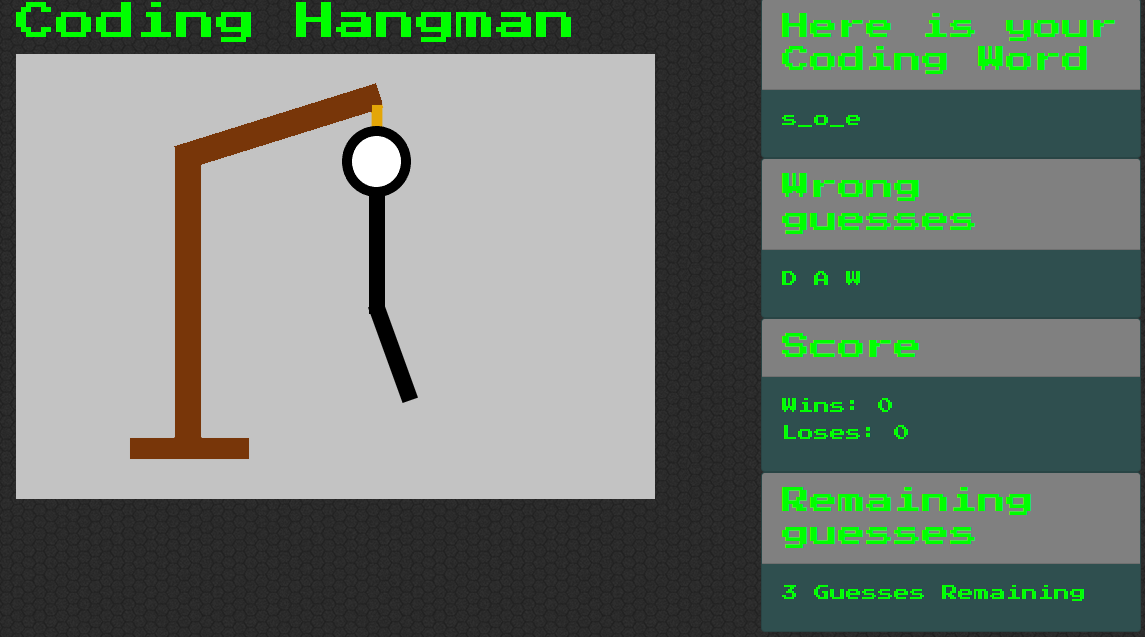 Coding Hangman
Here is your
Coding Word
s_o_e
Wrong
guesses
D A W
Score
Wins: 0
Loses: 0
Remaining
guesses
3 Guesses Remaining